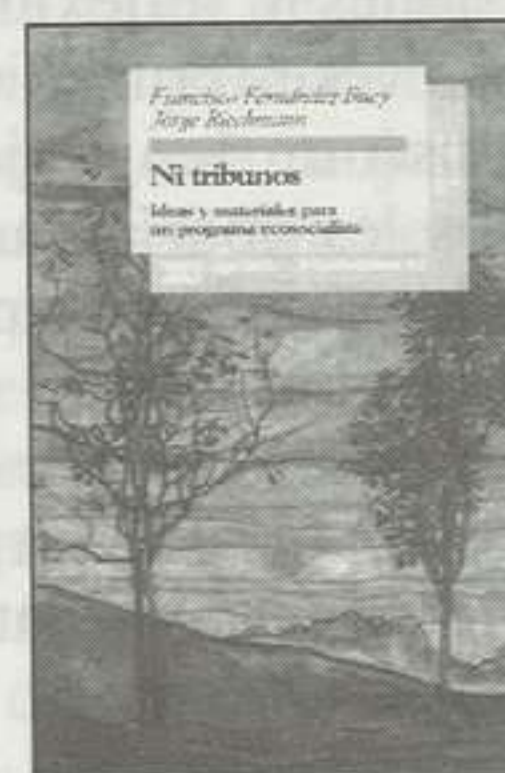 Francisco Fernández Buey
Jorge Riechmann
Ni tribunos
Ideas y materiales para
un programa ecosocialista